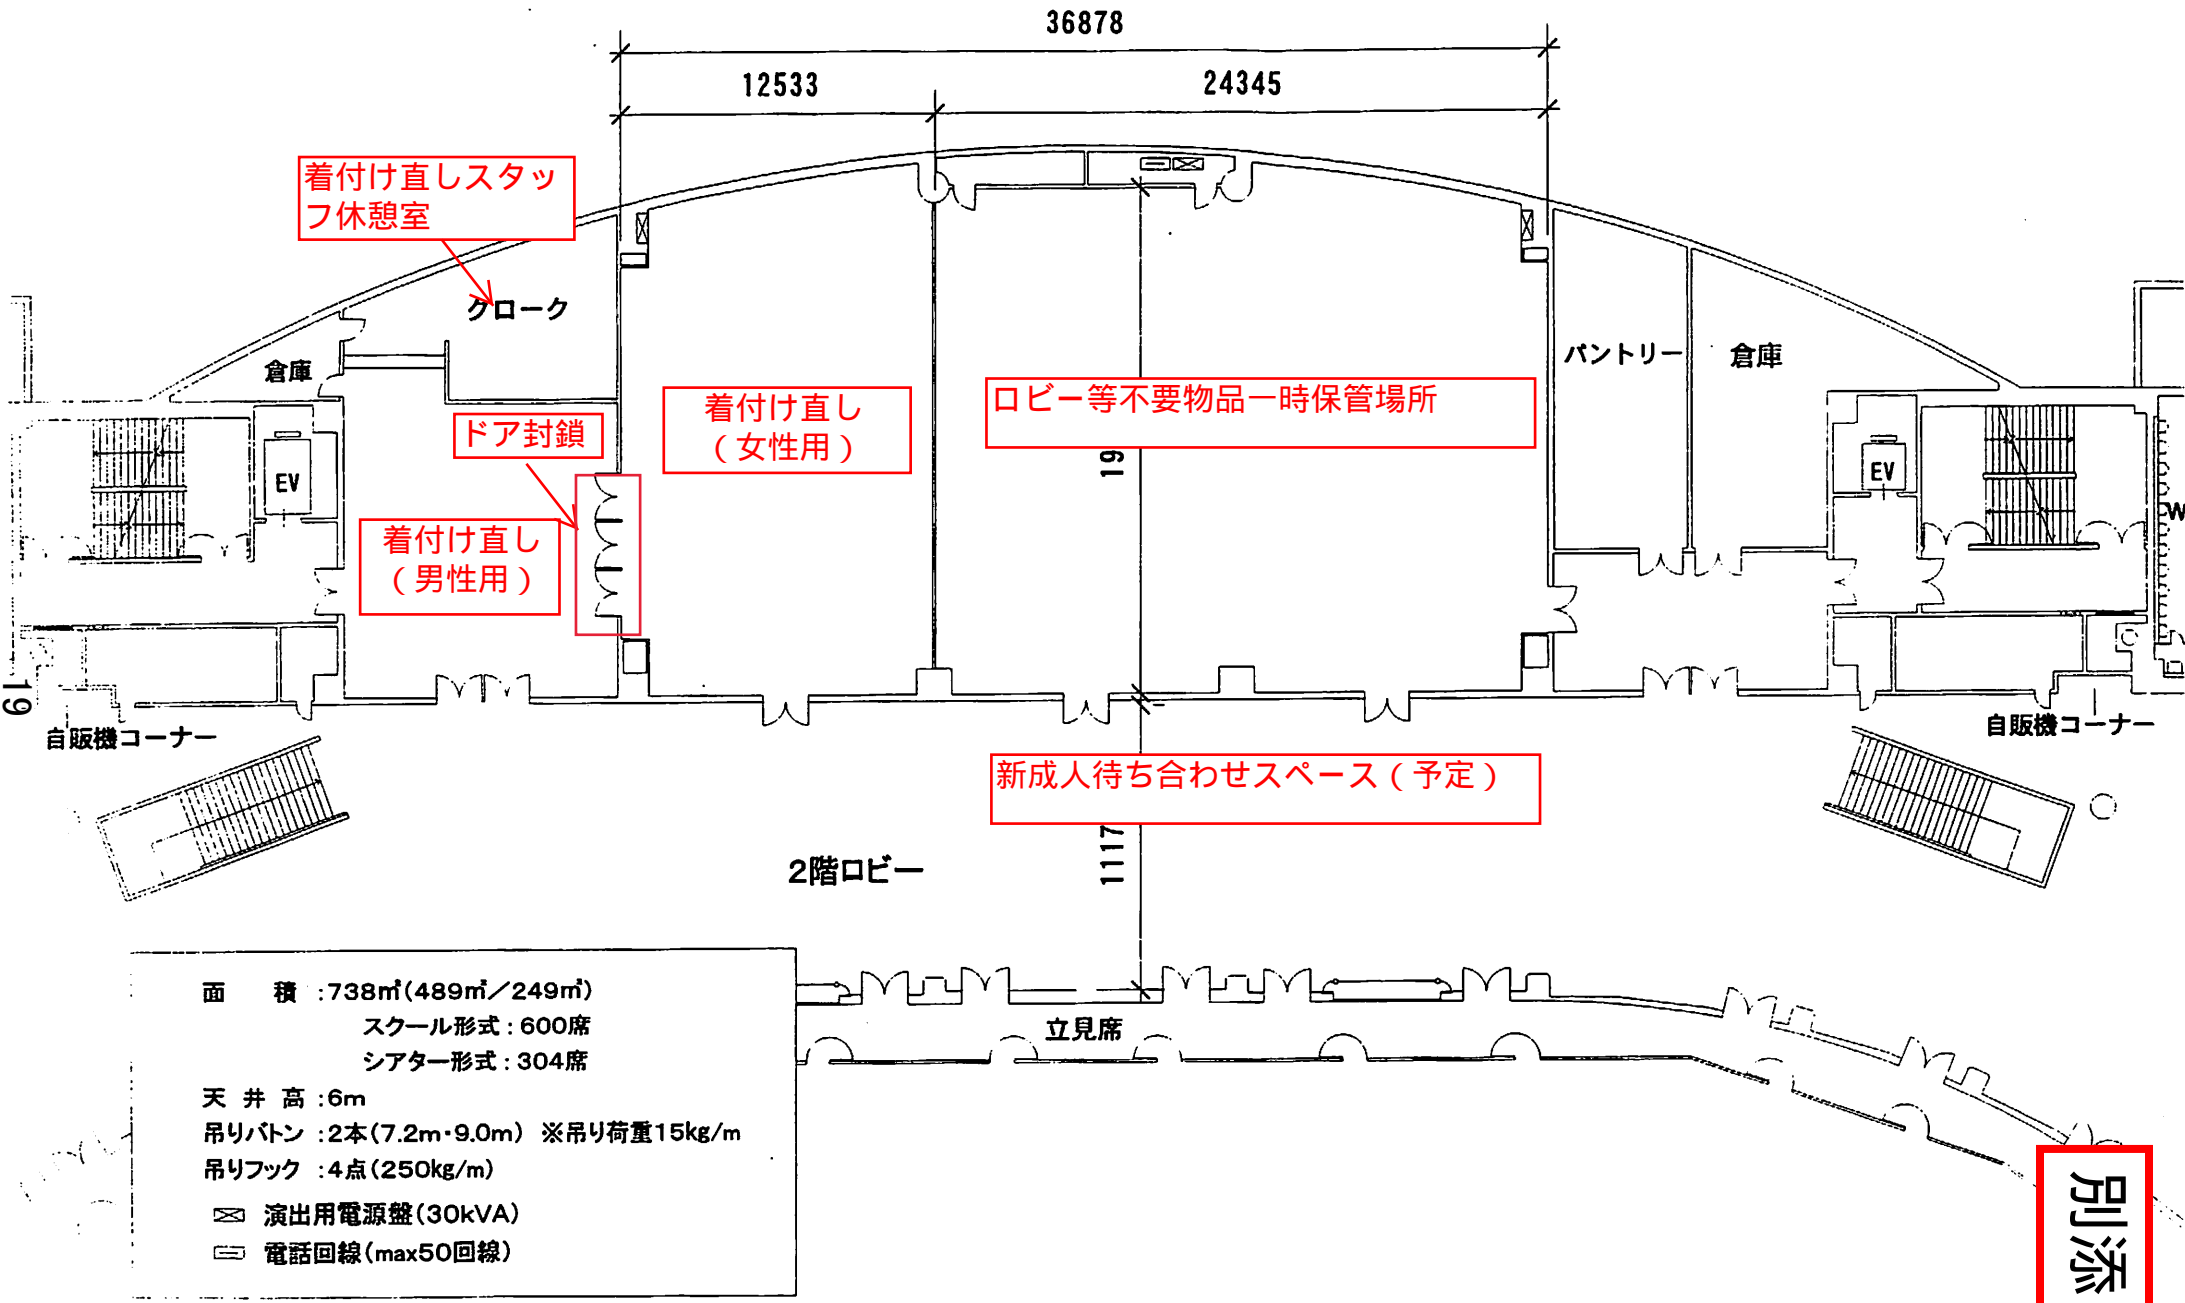 36878
12533
24345
着付け直しスタッ
フ休憩室
クローク
倉庫
パントリー
倉庫
着付け直し
（女性用）
ロビー等不要物品一時保管場所
ドア封鎖
19
EV
EV
着付け直し
（男性用）
W
19
自販機コーナー
自販機コーナー
新成人待ち合わせスペース（予定）
1117
2階ロビー
面　積：738㎡(489㎡／249㎡)
スクール形式：600席
シアター形式：304席
天井高：6m
吊りバトン：2本(7.2m・9.0m) ※吊り荷重15kg/m
吊りフック：4点(250kg/m)
演出用電源盤(30kVA)
電話回線(max50回線)
立見席
別添